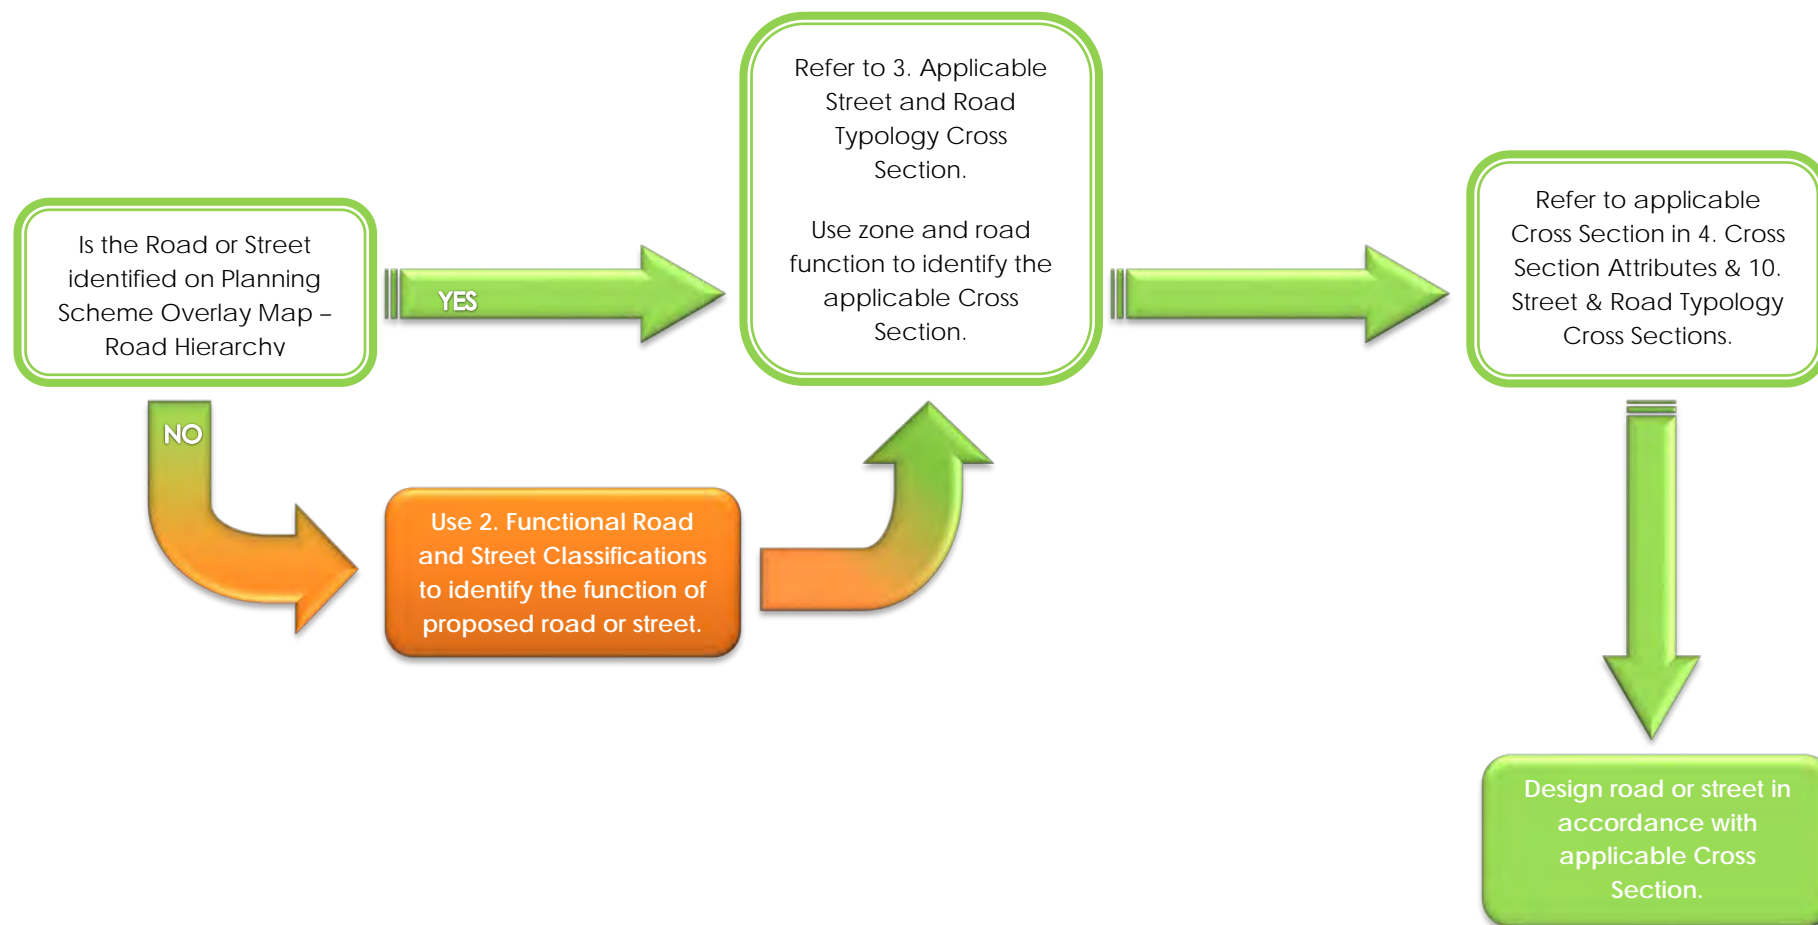 Is the Road or Street
identified on Planning
Scheme Overlay Map –
Road Hierarchy
YES
Refer to 3. Applicable
Street and Road
Typology Cross
Section.
Use zone and road
function to identify the
applicable Cross
Section.
Refer to applicable
Cross Section in 4. Cross
Section Attributes & 10.
Street & Road Typology
Cross Sections.
NO
Use 2. Functional Road
and Street Classifications
to identify the function of
proposed road or street.
Design road or street in
accordance with
applicable Cross
Section.